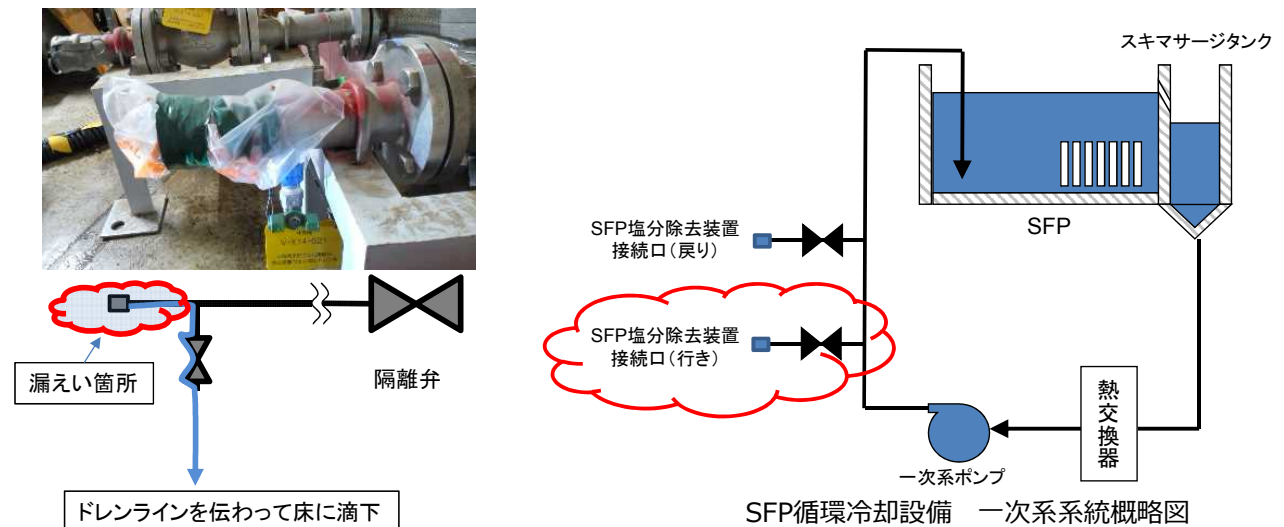 V-K14-021
漏えい箇所
隔離弁
ドレンラインを伝わって床に滴下
スキマサージタンク
SFP
SFP塩分除去装置
接続口(戻り)
SFP塩分除去装置
接続口(行き)
熱交換器
一次系ポンプ
SFP循環冷却設備 一次系系統概略図